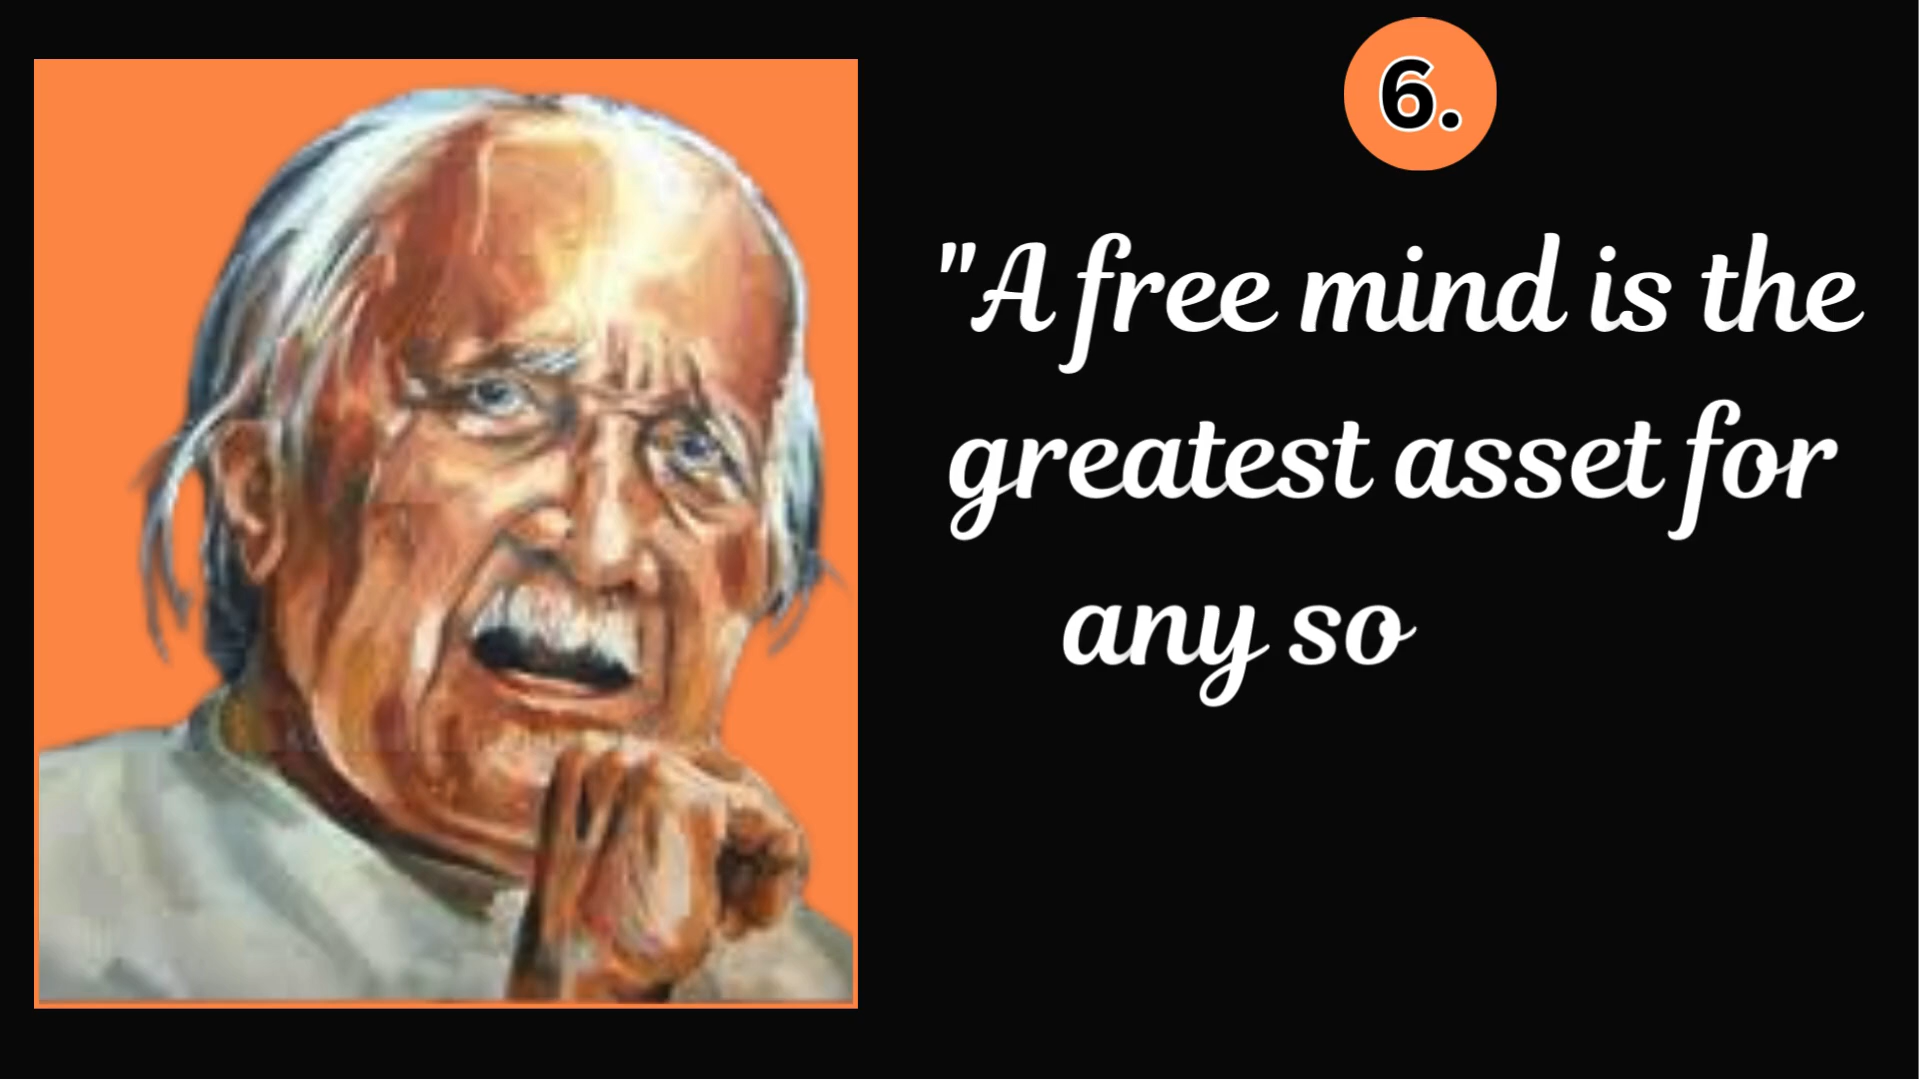 6.
"A free mind is the
greatest asset for
any so